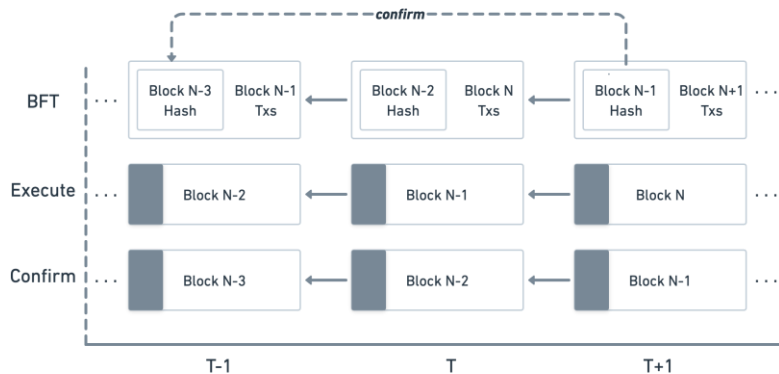 confirm
BFT
...
Block N-3
Hash
Block N-1
Txs
Block N-2
Hash
Block N
Txs
Block N-1
Hash
Block N+1
Txs
...
Execute
...
Block N-2
Block N-1
Block N
...
Confirm
...
Block N-3
Block N-2
Block N-1
...
T-1
T
T+1